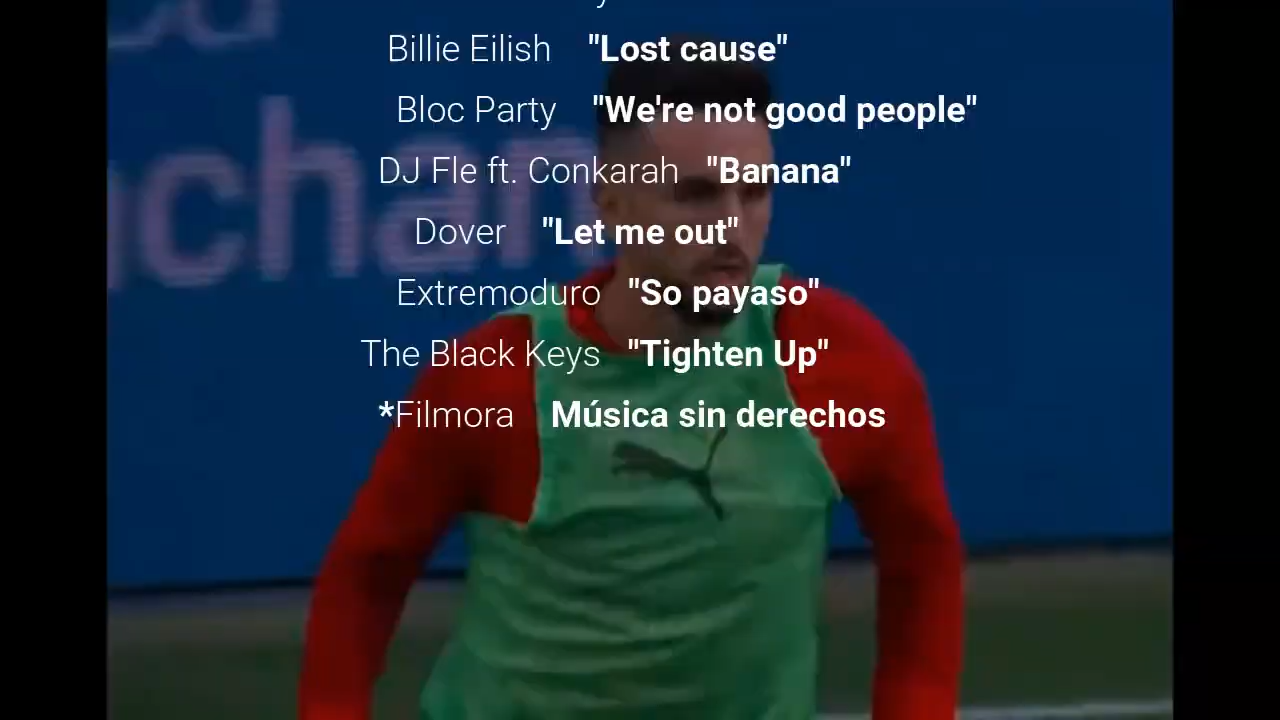 Billie Eilish "Lost cause"
Bloc Party "We're not good people"
DJ Fle ft. Conkarah "Banana"
Dover "Let me out"
Extremoduro "So payaso"
The Black Keys "Tighten Up"
*Filmora Música sin derechos